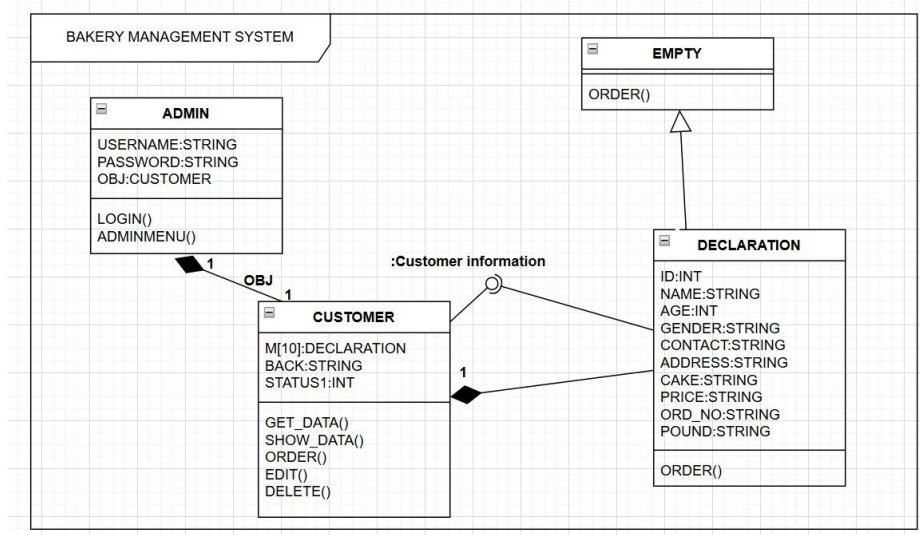 BAKERY MANAGEMENT SYSTEM
EMPTY
ORDER()
ADMIN
USERNAME:STRING
PASSWORD:STRING
OBJ:CUSTOMER
LOGIN()
ADMINMENU()
1
OBJ
1
:Customer information
CUSTOMER
M[10]:DECLARATION
BACK:STRING
STATUS1:INT
GET_DATA()
SHOW_DATA()
ORDER()
EDIT()
DELETE()
1
DECLARATION
ID:INT
NAME:STRING
AGE:INT
GENDER:STRING
CONTACT:STRING
ADDRESS:STRING
CAKE:STRING
PRICE:STRING
ORD_NO:STRING
POUND:STRING
ORDER()